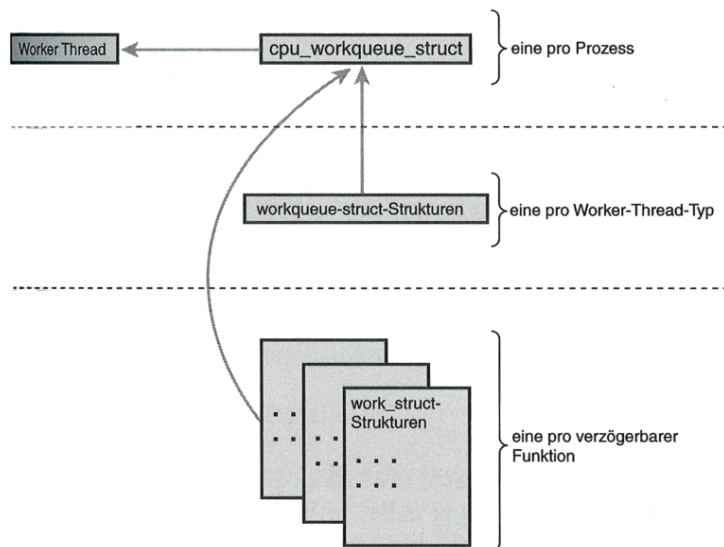 Worker Thread
cpu_workqueue_struct
eine pro Prozess
workqueue-struct-Strukturen
eine pro Worker-Thread-Typ
work_struct-
Strukturen
eine pro verzögerbarer
Funktion